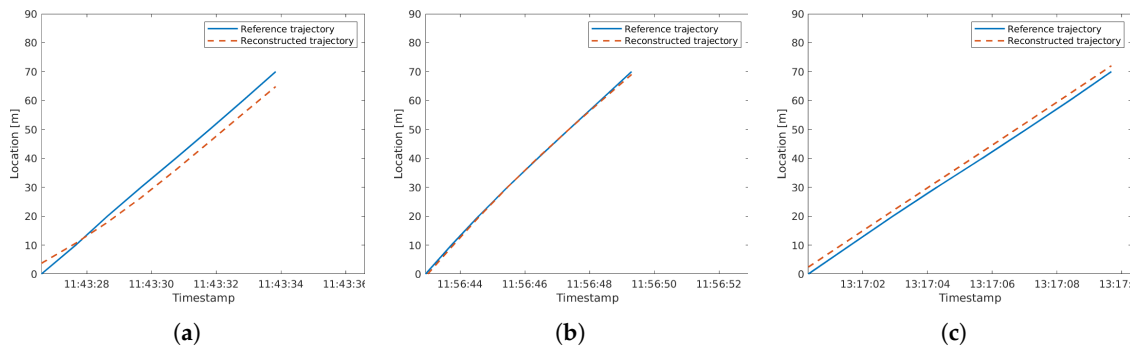 90
80
70
60
50
40
30
20
10
0
Location [m]
Reference trajectory
Reconstructed trajectory
11:43:28 11:43:30 11:43:32 11:43:34 11:43:36
Timestamp
(a)
90
80
70
60
50
40
30
20
10
0
Location [m]
Reference trajectory
Reconstructed trajectory
11:56:44 11:56:46 11:56:48 11:56:50 11:56:52
Timestamp
(b)
90
80
70
60
50
40
30
20
10
0
Location [m]
Reference trajectory
Reconstructed trajectory
13:17:02 13:17:04 13:17:06 13:17:08
Timestamp
(c)